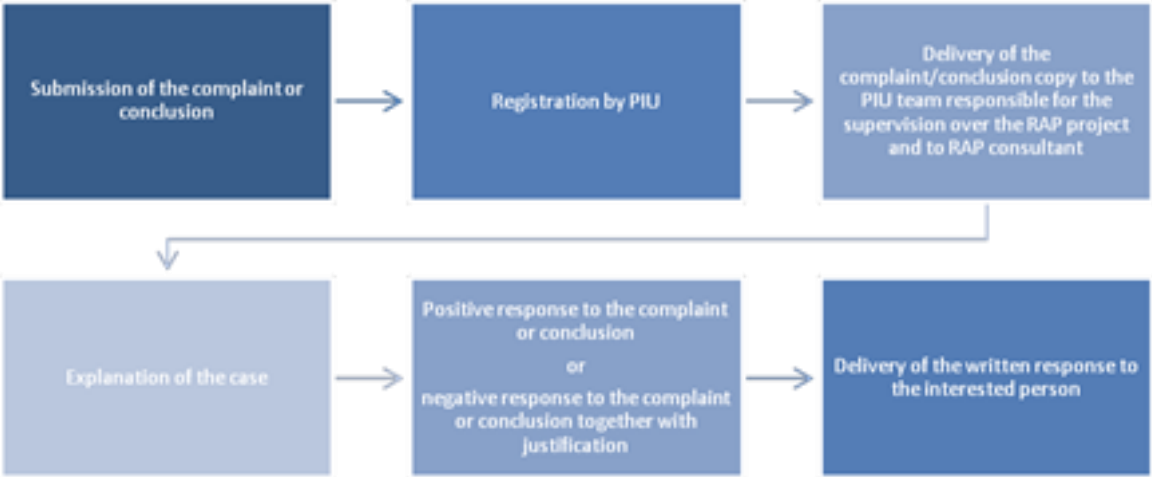 Submission of the complaint or
conclusion
Registration by PIU
Delivery of the
complaint/conclusion copy to the
PIU team responsible for the
supervision over the RAP project
and to RAP consultant
Explanation of the case
Positive response to the complaint
or conclusion
or
negative response to the complaint
or conclusion together with
justification
Delivery of the written response to
the interested person